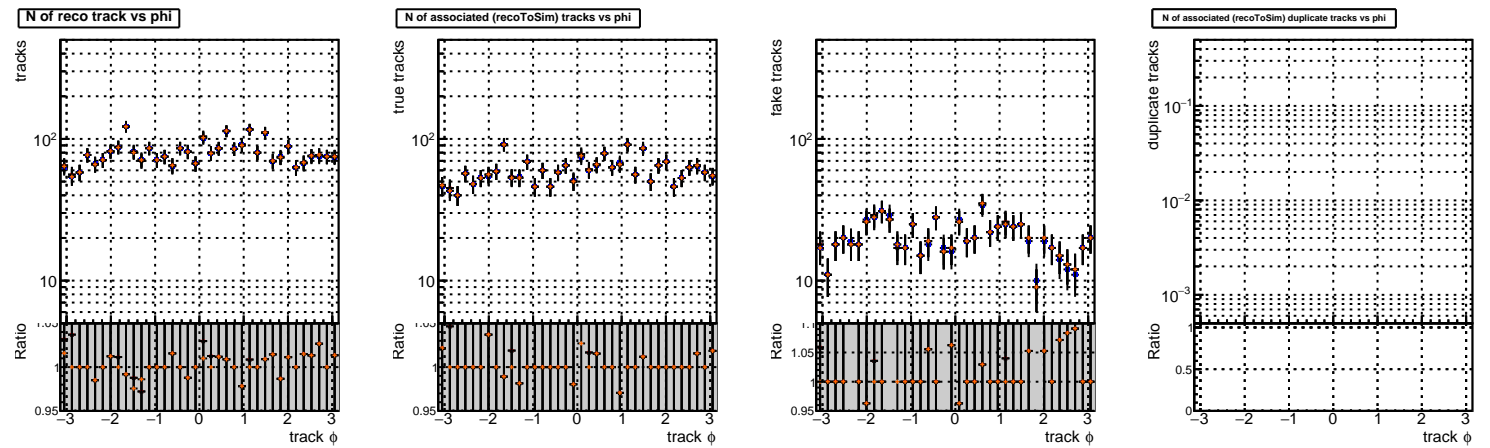 N of reco track vs phi
tracks
10²
10
Ratio
1.05
1
0.95
−3 −2 −1 0 1 2 3
track ϕ
N of associated (recoToSim) tracks vs phi
true tracks
10²
10
Ratio
1.05
1
0.95
−3 −2 −1 0 1 2 3
track ϕ
fake tracks
10²
10
Ratio
1.1
1.05
1
0.95
−3 −2 −1 0 1 2 3
track ϕ
N of associated (recoToSim) duplicate tracks vs phi
duplicate tracks
10⁻¹
10⁻²
10⁻³
Ratio
1
0.5
0
−3 −2 −1 0 1 2 3
track ϕ